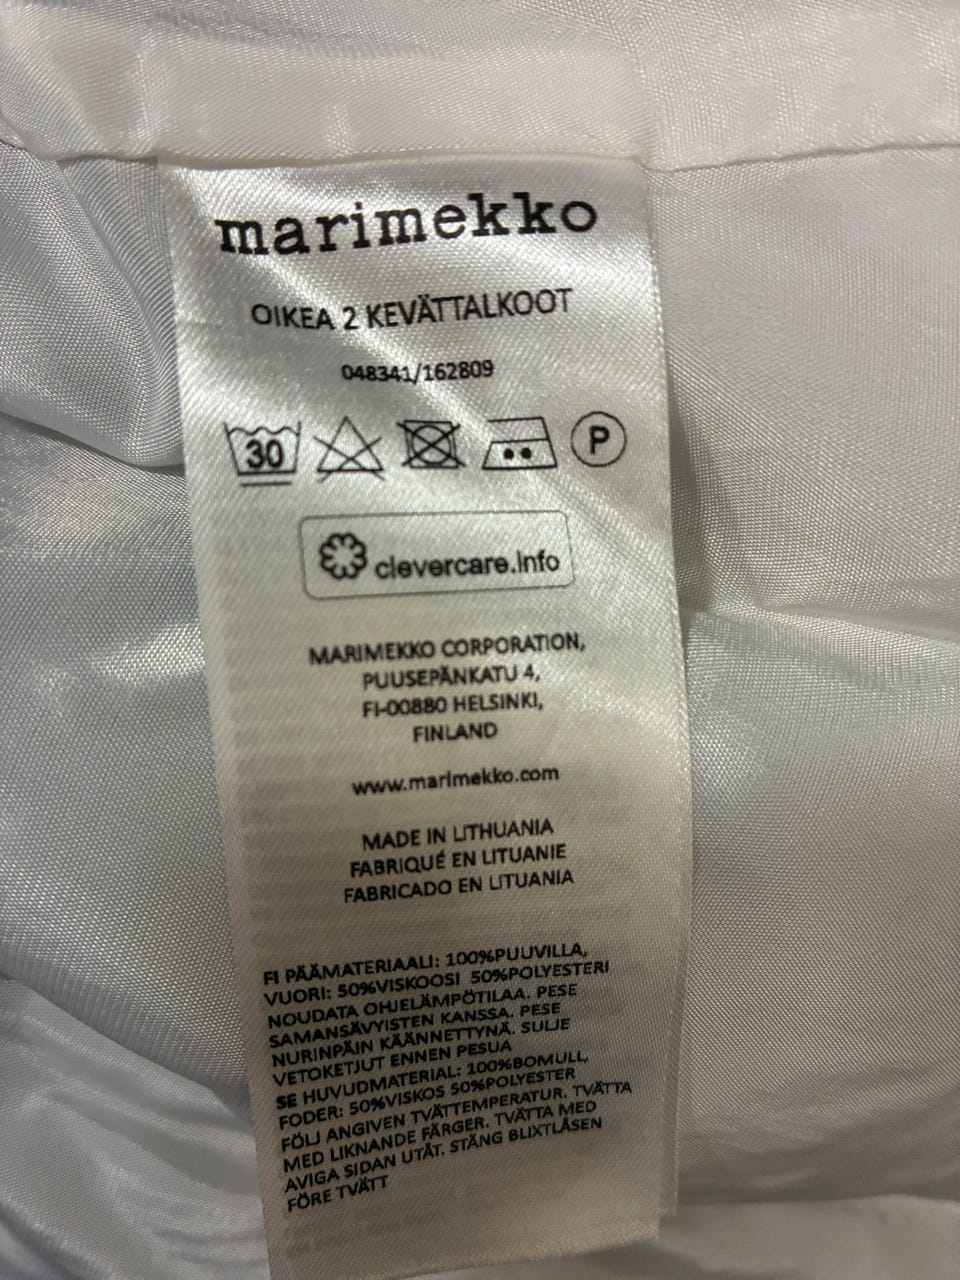 marimekko
OIKEA 2 KEVÄTTALKOOT
048341/162809
30 P
clevercare.info
MARIMEKKO CORPORATION,
PUUSEPÄNKATU 4,
FI-00880 HELSINKI,
FINLAND
www.marimekko.com
MADE IN LITHUANIA
FABRIQUÉ EN LITUANIE
FABRICADO EN LITUANIA
FI PÄÄMATERIAALI: 100%PUUVILLA,
VUORI: 50%VISKOOSI 50%POLYESTERI
NOUDATA OHJELÄMPÖTILAA. PESE
SAMANSÄVYISTEN KANSSA. PESE
NURINPÄIN KÄÄNNETTYNÄ. SULJE
VETOKETJUT ENNEN PESUA
SE HUVUDMATERIAL: 100%BOMULL,
FODER: 50%VISKOS 50%POLYESTER
FÖLJ ANGIVEN TVÄTTEMPERATUR. TVÄTTA
MED LIKNANDE FÄRGER. TVÄTTA MED
AVIGA SIDAN UTÅT. STÄNG BLIXTLÅSEN
FÖRE TVÄTT